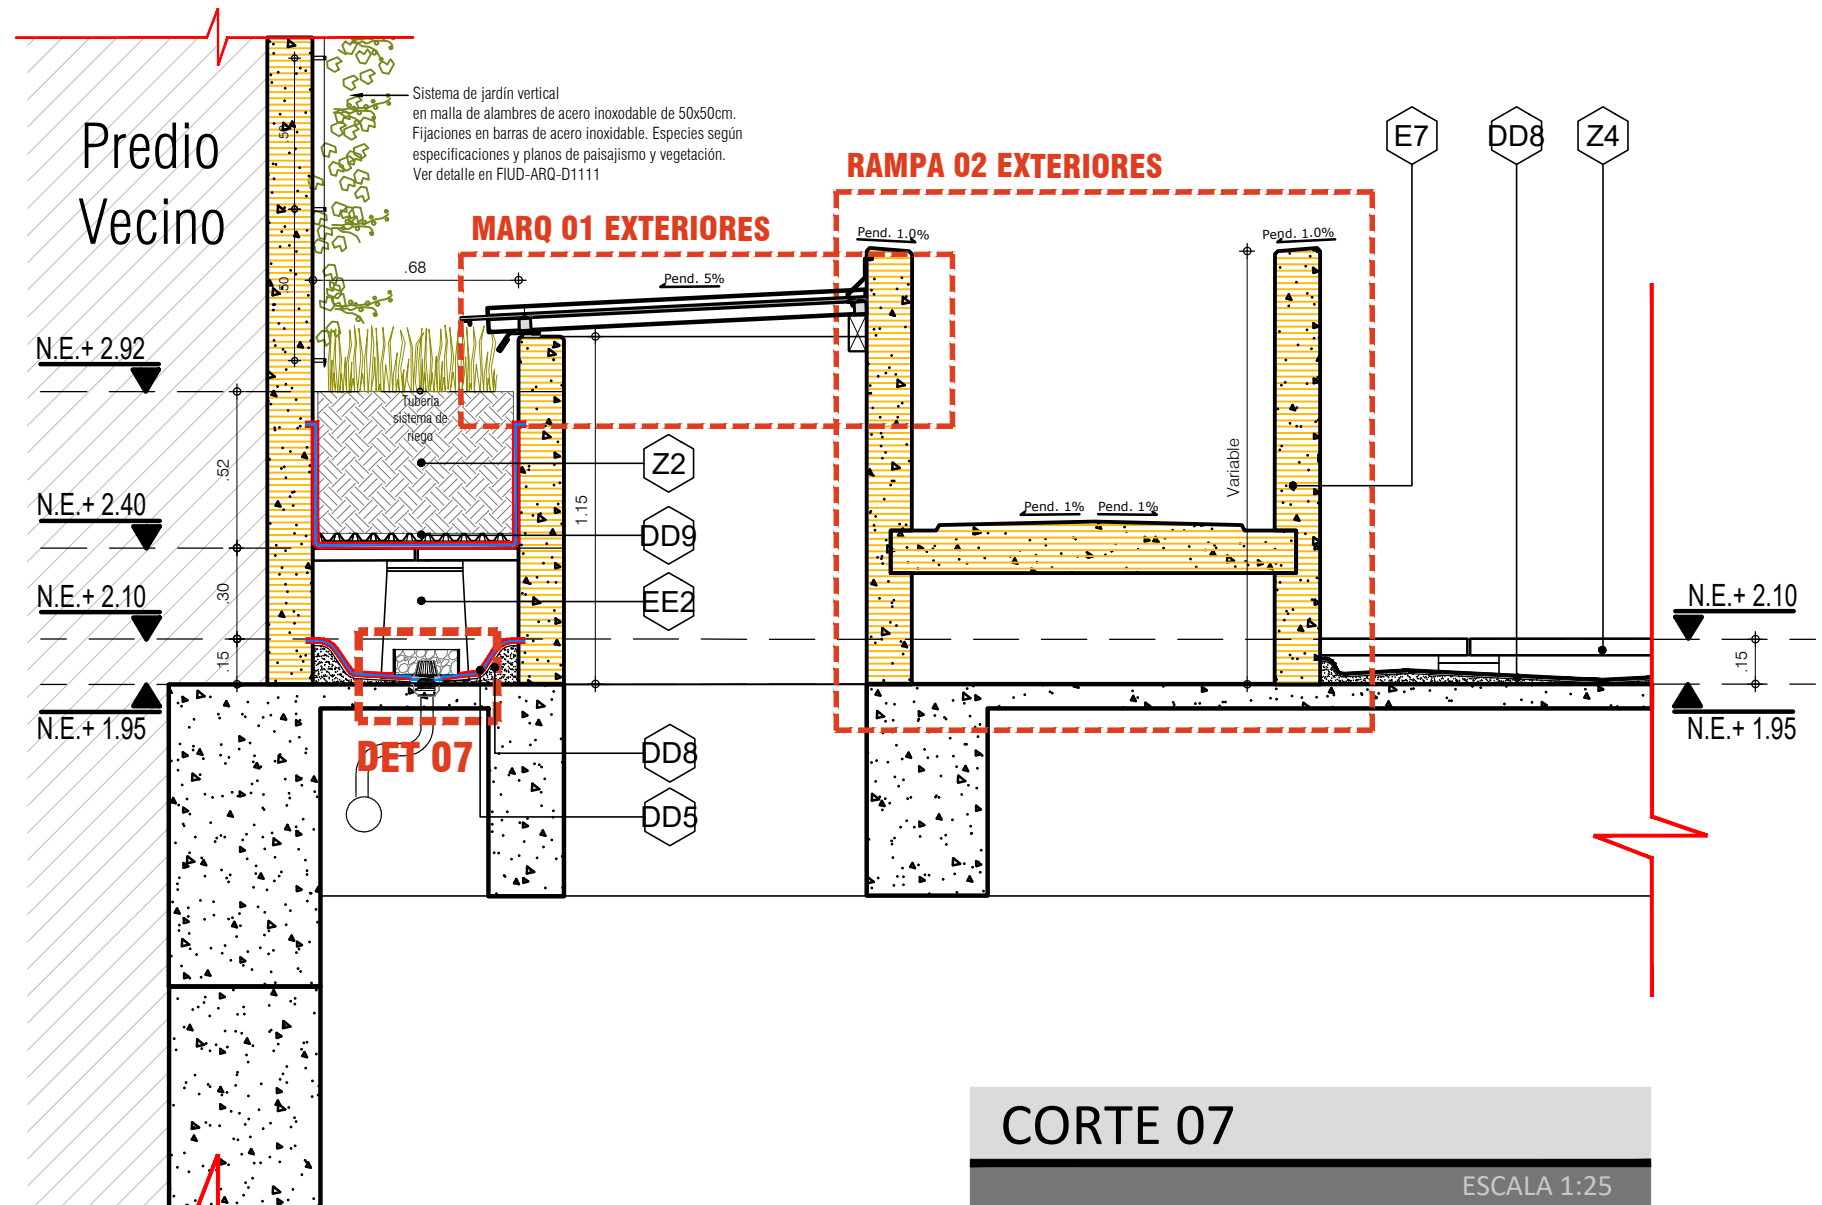 Predio
Vecino
Sistema de jardín vertical
en malla de alambres de acero inoxodable de 50x50cm.
Fijaciones en barras de acero inoxidable. Especies según
especificaciones y planos de paisajismo y vegetación.
Ver detalle en FIUD-ARQ-D1111
E7
DD8
Z4
RAMPA 02 EXTERIORES
MARQ 01 EXTERIORES
Pend. 1.0%
Pend. 1.0%
.68
Pend. 5%
.50
.50
N.E.+ 2.92
Tubería
sistema de
riego
Z2
.52
1.15
Variable
N.E.+ 2.40
Pend. 1%
Pend. 1%
DD9
N.E.+ 2.10
.30
EE2
N.E.+ 2.10
.15
.15
N.E.+ 1.95
N.E.+ 1.95
DET 07
DD8
DD5
CORTE 07
ESCALA 1:25